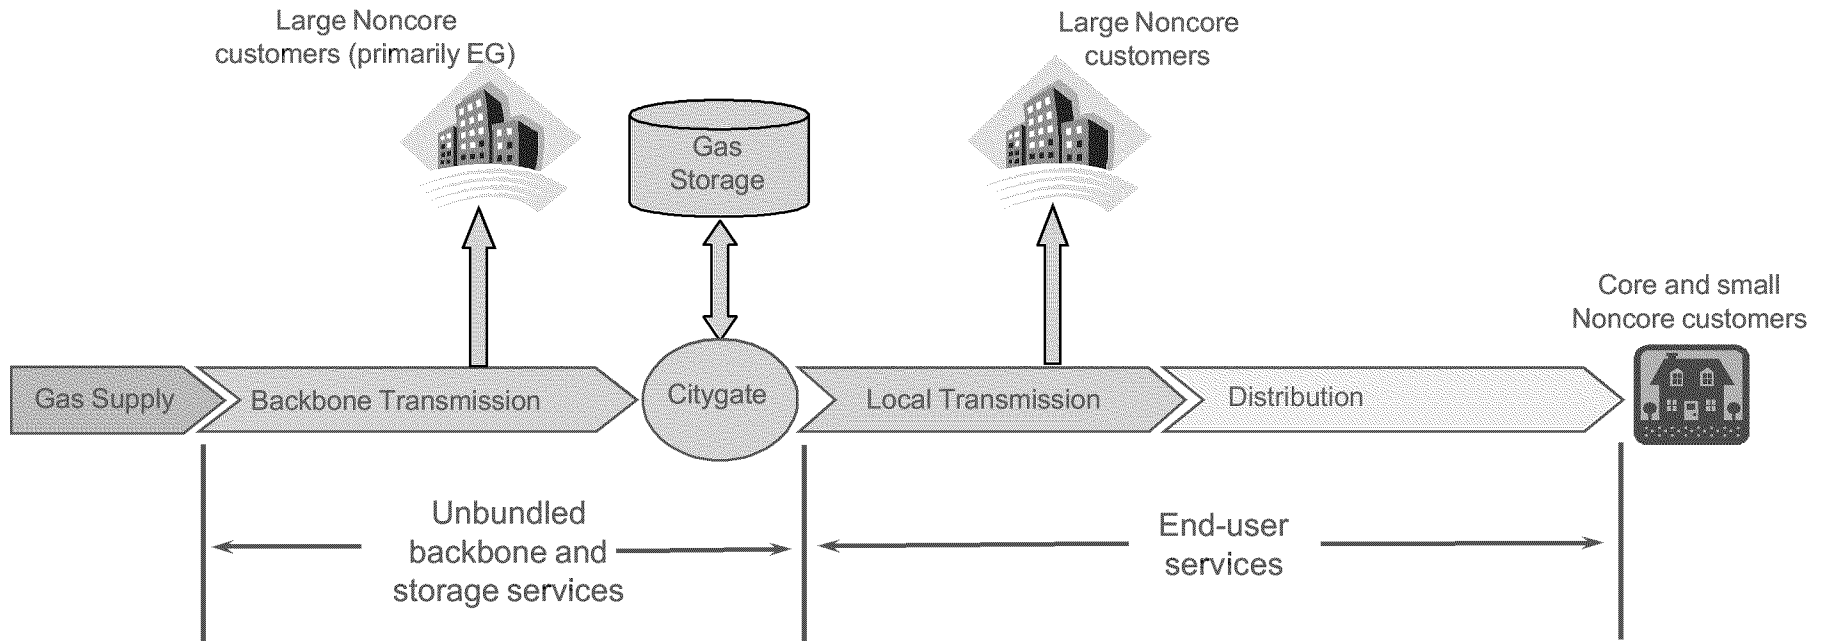 Large Noncore
customers (primarily EG)
Large Noncore
customers
Gas
Storage
Core and small
Noncore customers
Gas Supply
Backbone Transmission
Citygate
Local Transmission
Distribution
Unbundled
backbone and
storage services
End-user
services